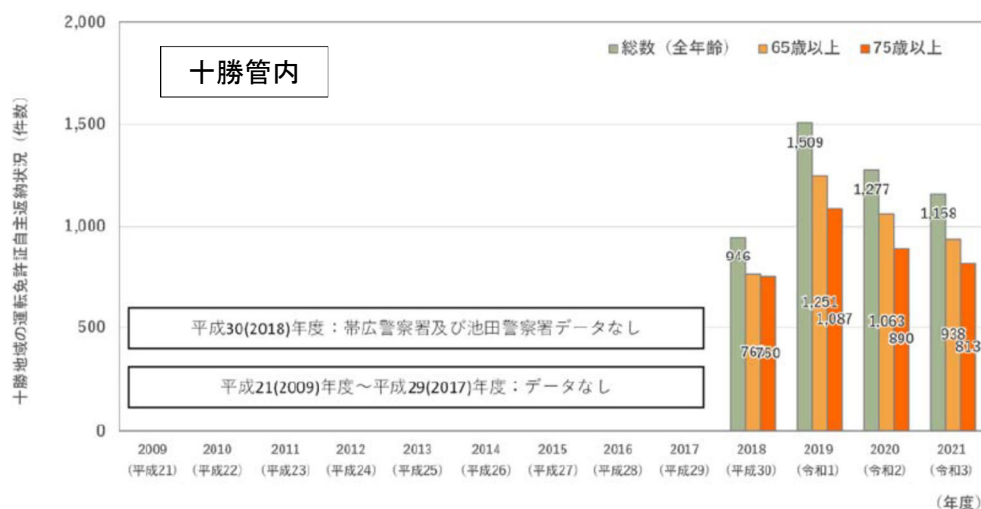 十勝地域の運転免許証自主返納状況（件数）
2,000
1,500
1,000
500
0
十勝管内
総数（全年齢） 65歳以上 75歳以上
平成30(2018)年度：帯広警察署及び池田警察署データなし
平成21(2009)年度～平成29(2017)年度：データなし
946
1,509
1,251
1,087
1,277
1,063
890
1,158
938
813
2009 2010 2011 2012 2013 2014 2015 2016 2017 2018 2019 2020 2021
(平成21) (平成22) (平成23) (平成24) (平成25) (平成26) (平成27) (平成28) (平成29) (平成30) (令和1) (令和2) (令和3)
（年度）